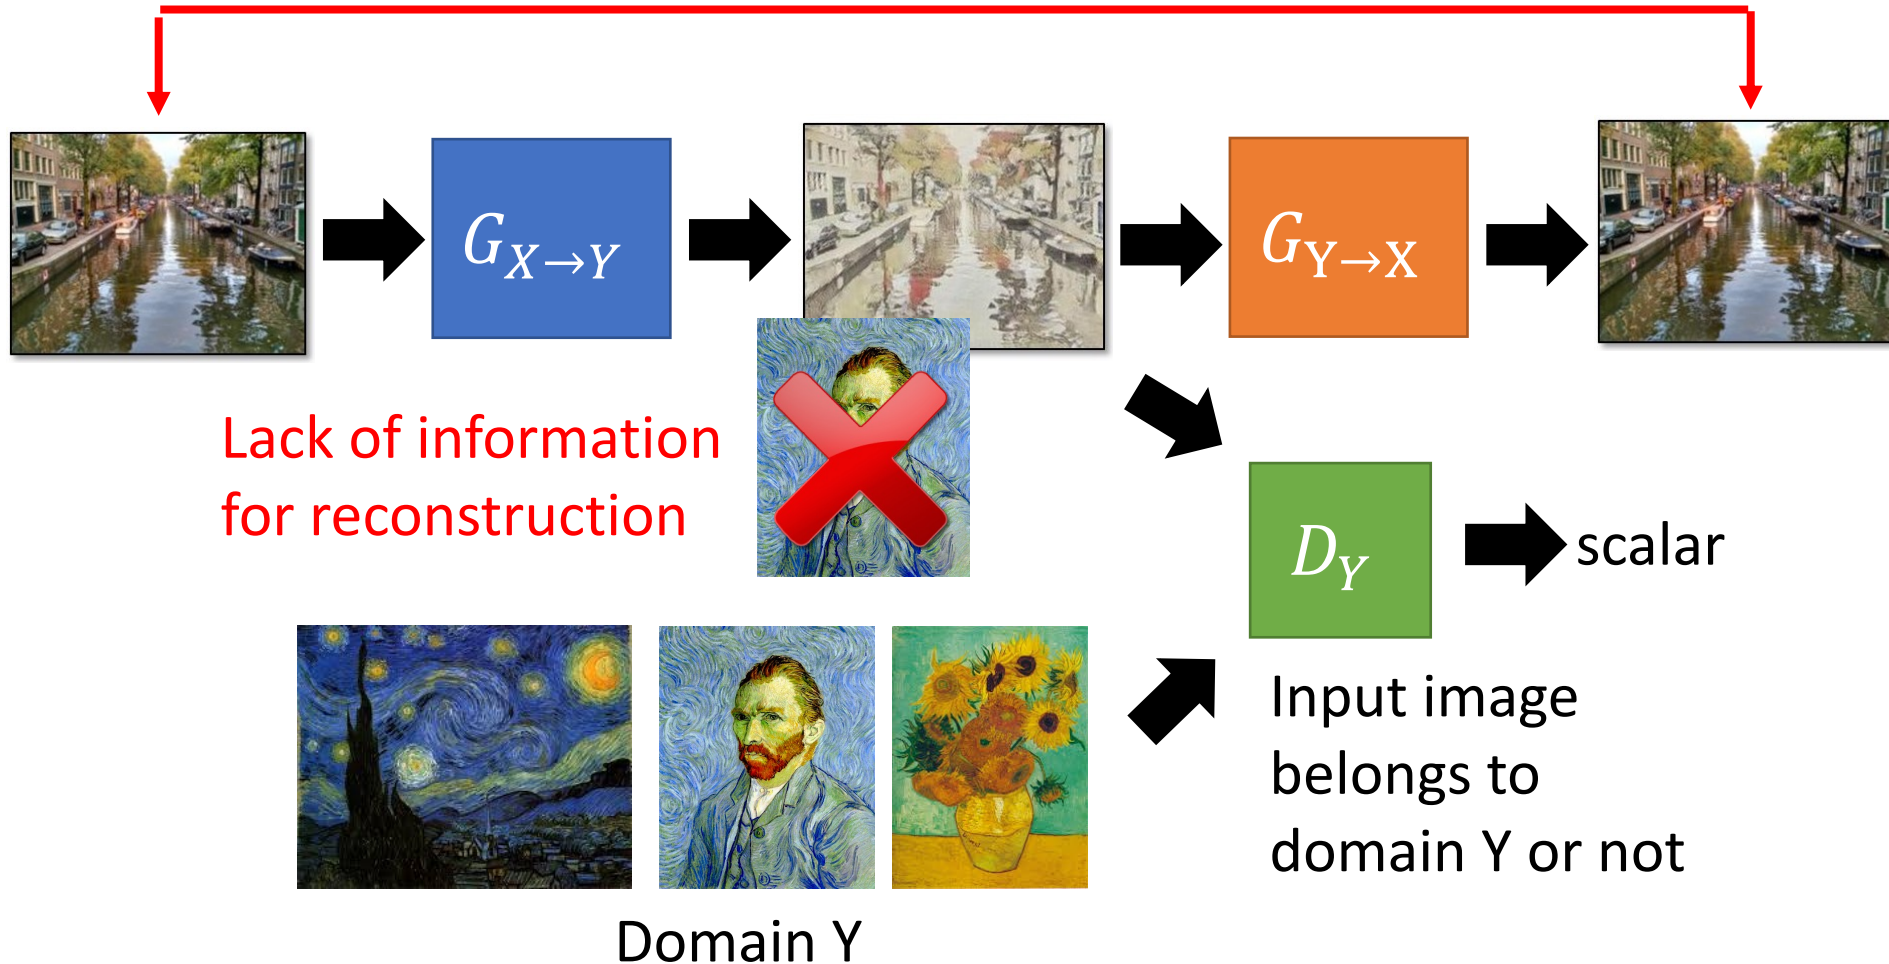 G_{X→Y}
G_{Y→X}
Lack of information
for reconstruction
D_Y
scalar
Input image
belongs to
domain Y or not
Domain Y